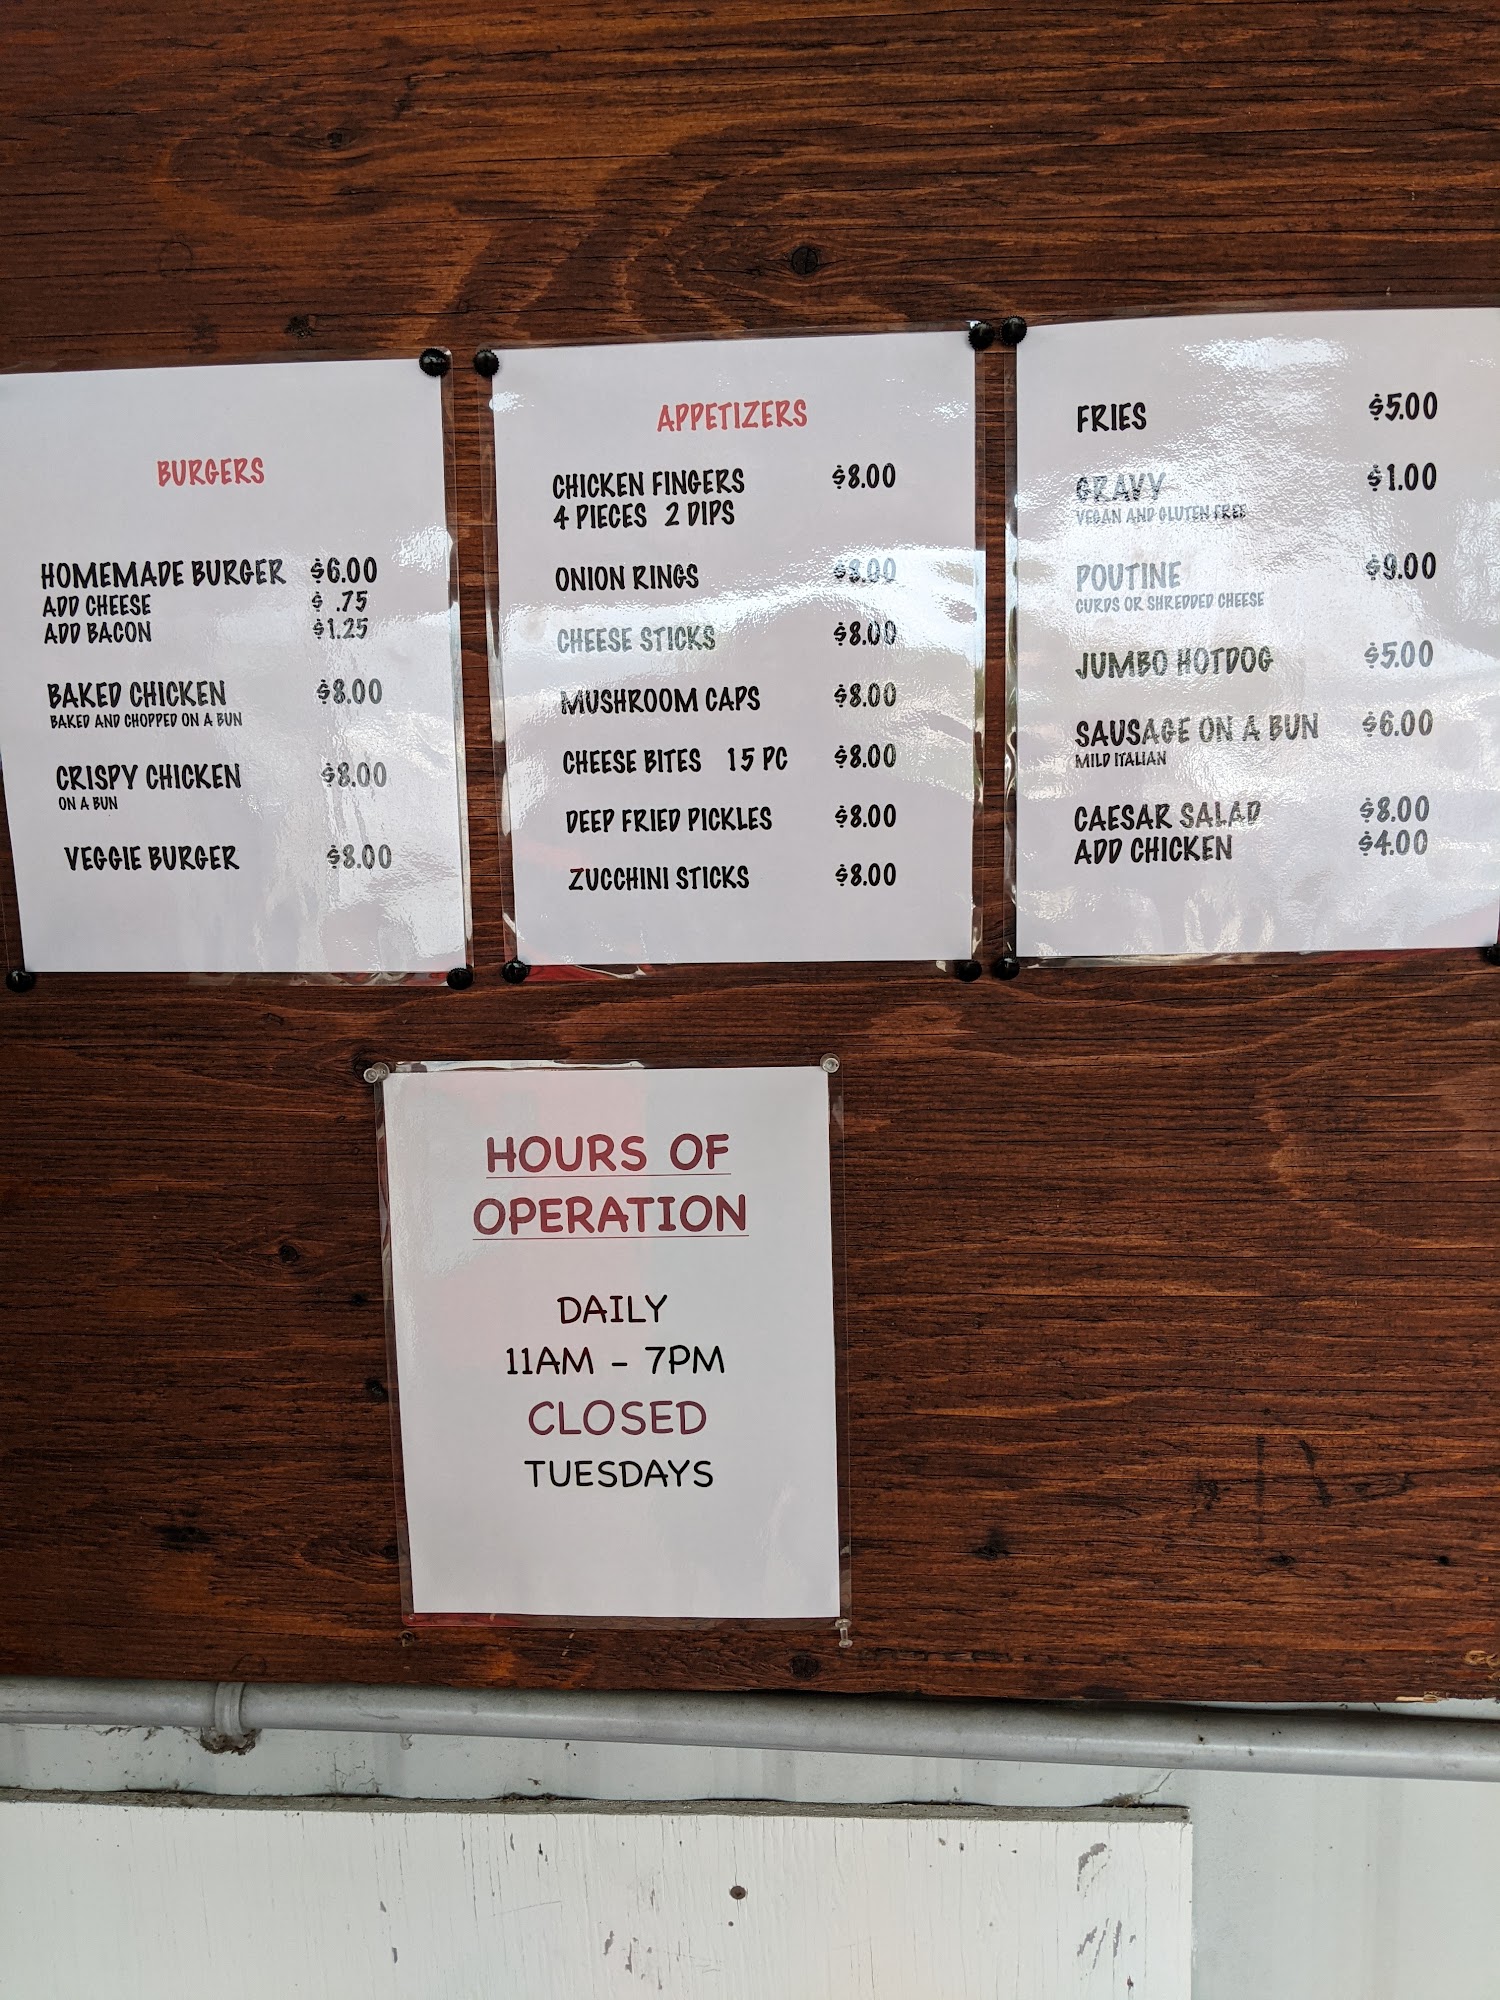 BURGERS
HOMEMADE BURGER $6.00
ADD CHEESE $ .75
ADD BACON $1.25
BAKED CHICKEN $8.00
BAKED AND CHOPPED ON A BUN
CRISPY CHICKEN $8.00
ON A BUN
VEGGIE BURGER $8.00
APPETIZERS
CHICKEN FINGERS $8.00
4 PIECES 2 DIPS
ONION RINGS $8.00
CHEESE STICKS $8.00
MUSHROOM CAPS $8.00
CHEESE BITES 15 PC $8.00
DEEP FRIED PICKLES $8.00
ZUCCHINI STICKS $8.00
FRIES $5.00
GRAVY $1.00
VEGAN AND GLUTEN FREE
POUTINE $9.00
CURDS OR SHREDDED CHEESE
JUMBO HOTDOG $5.00
SAUSAGE ON A BUN $6.00
MILD ITALIAN
CAESAR SALAD $8.00
ADD CHICKEN $4.00
HOURS OF
OPERATION
DAILY
11AM - 7PM
CLOSED
TUESDAYS